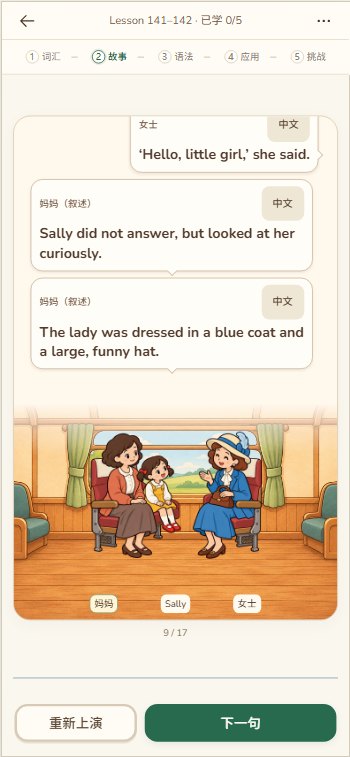 Lesson 141–142 · 已学 0/5
1 词汇 – 2 故事 – 3 语法 – 4 应用 – 5 挑战
女士 中文
‘Hello, little girl,’ she said.
妈妈（叙述） 中文
Sally did not answer, but looked at her
curiously.
妈妈（叙述） 中文
The lady was dressed in a blue coat and
a large, funny hat.
妈妈 Sally 女士
9 / 17
重新上演 下一句